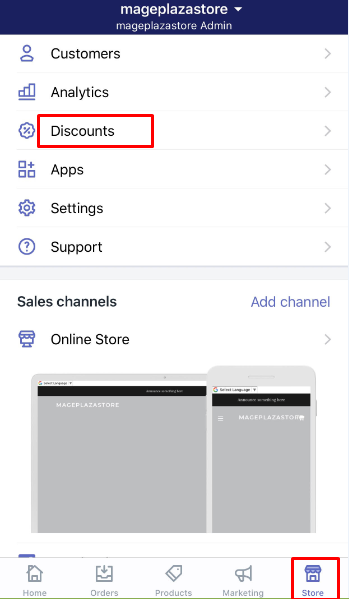 mageplazastore
mageplazastore Admin
Customers
Analytics
Discounts
Apps
Settings
Support
Sales channels
Add channel
Online Store
Select Language
Announce something here
MAGEPLAZASTORE
Select Language
Announce something here
MAGEPLAZASTORE
Home
Orders
Products
Marketing
Store